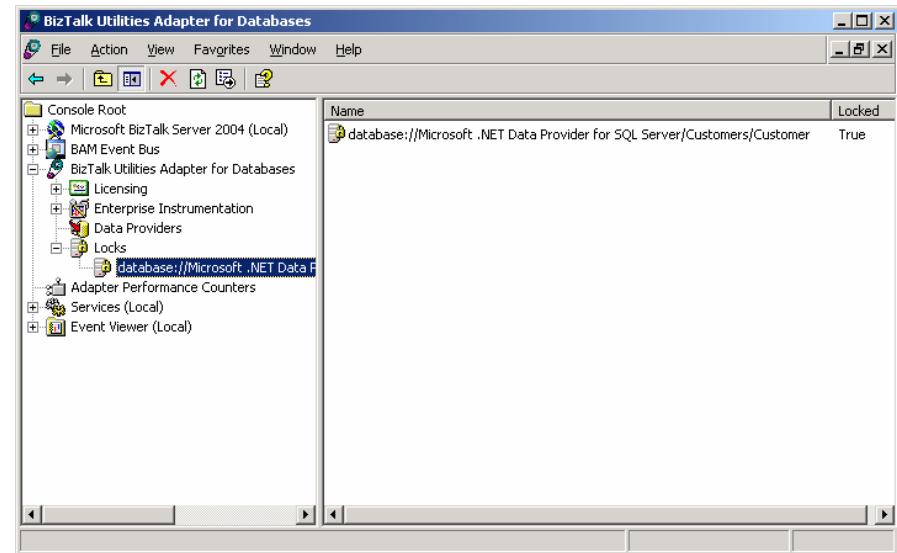 BizTalk Utilities Adapter for Databases
File Action View Favorites Window Help
Console Root
Microsoft BizTalk Server 2004 (Local)
BAM Event Bus
BizTalk Utilities Adapter for Databases
Licensing
Enterprise Instrumentation
Data Providers
Locks
database://Microsoft .NET Data P
Adapter Performance Counters
Services (Local)
Event Viewer (Local)
Name Locked
database://Microsoft .NET Data Provider for SQL Server/Customers/Customer True